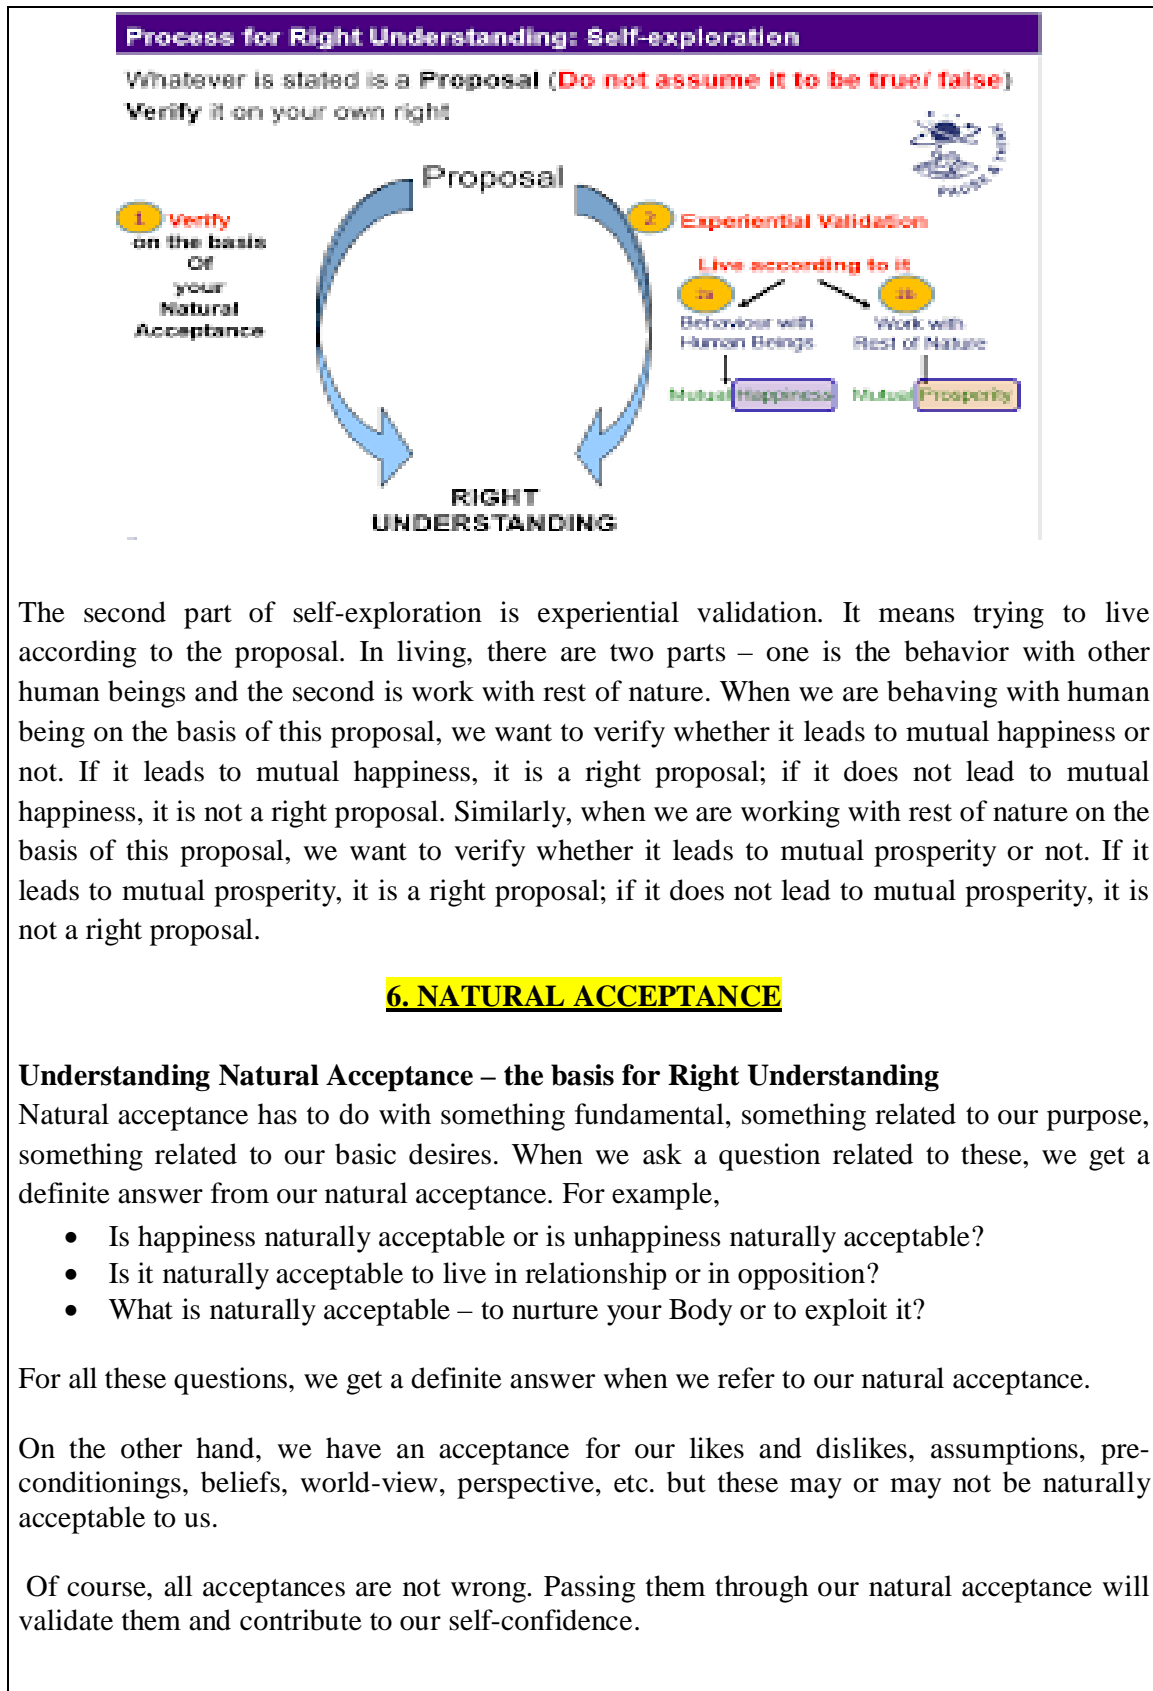 Process for Right Understanding: Self-exploration
Whatever is stated is a Proposal (Do not assume it to be true/ false)
Verify it on your own right
PAUSE & THINK
Proposal
1 Verify
on the basis
Of
your
Natural
Acceptance
2 Experiential Validation
Live according to it
2a 2b
Behaviour with Work with
Human Beings Rest of Nature
Mutual Happiness Mutual Prosperity
RIGHT
UNDERSTANDING
The second part of self-exploration is experiential validation. It means trying to live
according to the proposal. In living, there are two parts – one is the behavior with other
human beings and the second is work with rest of nature. When we are behaving with human
being on the basis of this proposal, we want to verify whether it leads to mutual happiness or
not. If it leads to mutual happiness, it is a right proposal; if it does not lead to mutual
happiness, it is not a right proposal. Similarly, when we are working with rest of nature on the
basis of this proposal, we want to verify whether it leads to mutual prosperity or not. If it
leads to mutual prosperity, it is a right proposal; if it does not lead to mutual prosperity, it is
not a right proposal.
6. NATURAL ACCEPTANCE
Understanding Natural Acceptance – the basis for Right Understanding
Natural acceptance has to do with something fundamental, something related to our purpose,
something related to our basic desires. When we ask a question related to these, we get a
definite answer from our natural acceptance. For example,
• Is happiness naturally acceptable or is unhappiness naturally acceptable?
• Is it naturally acceptable to live in relationship or in opposition?
• What is naturally acceptable – to nurture your Body or to exploit it?
For all these questions, we get a definite answer when we refer to our natural acceptance.
On the other hand, we have an acceptance for our likes and dislikes, assumptions, pre-
conditionings, beliefs, world-view, perspective, etc. but these may or may not be naturally
acceptable to us.
Of course, all acceptances are not wrong. Passing them through our natural acceptance will
validate them and contribute to our self-confidence.